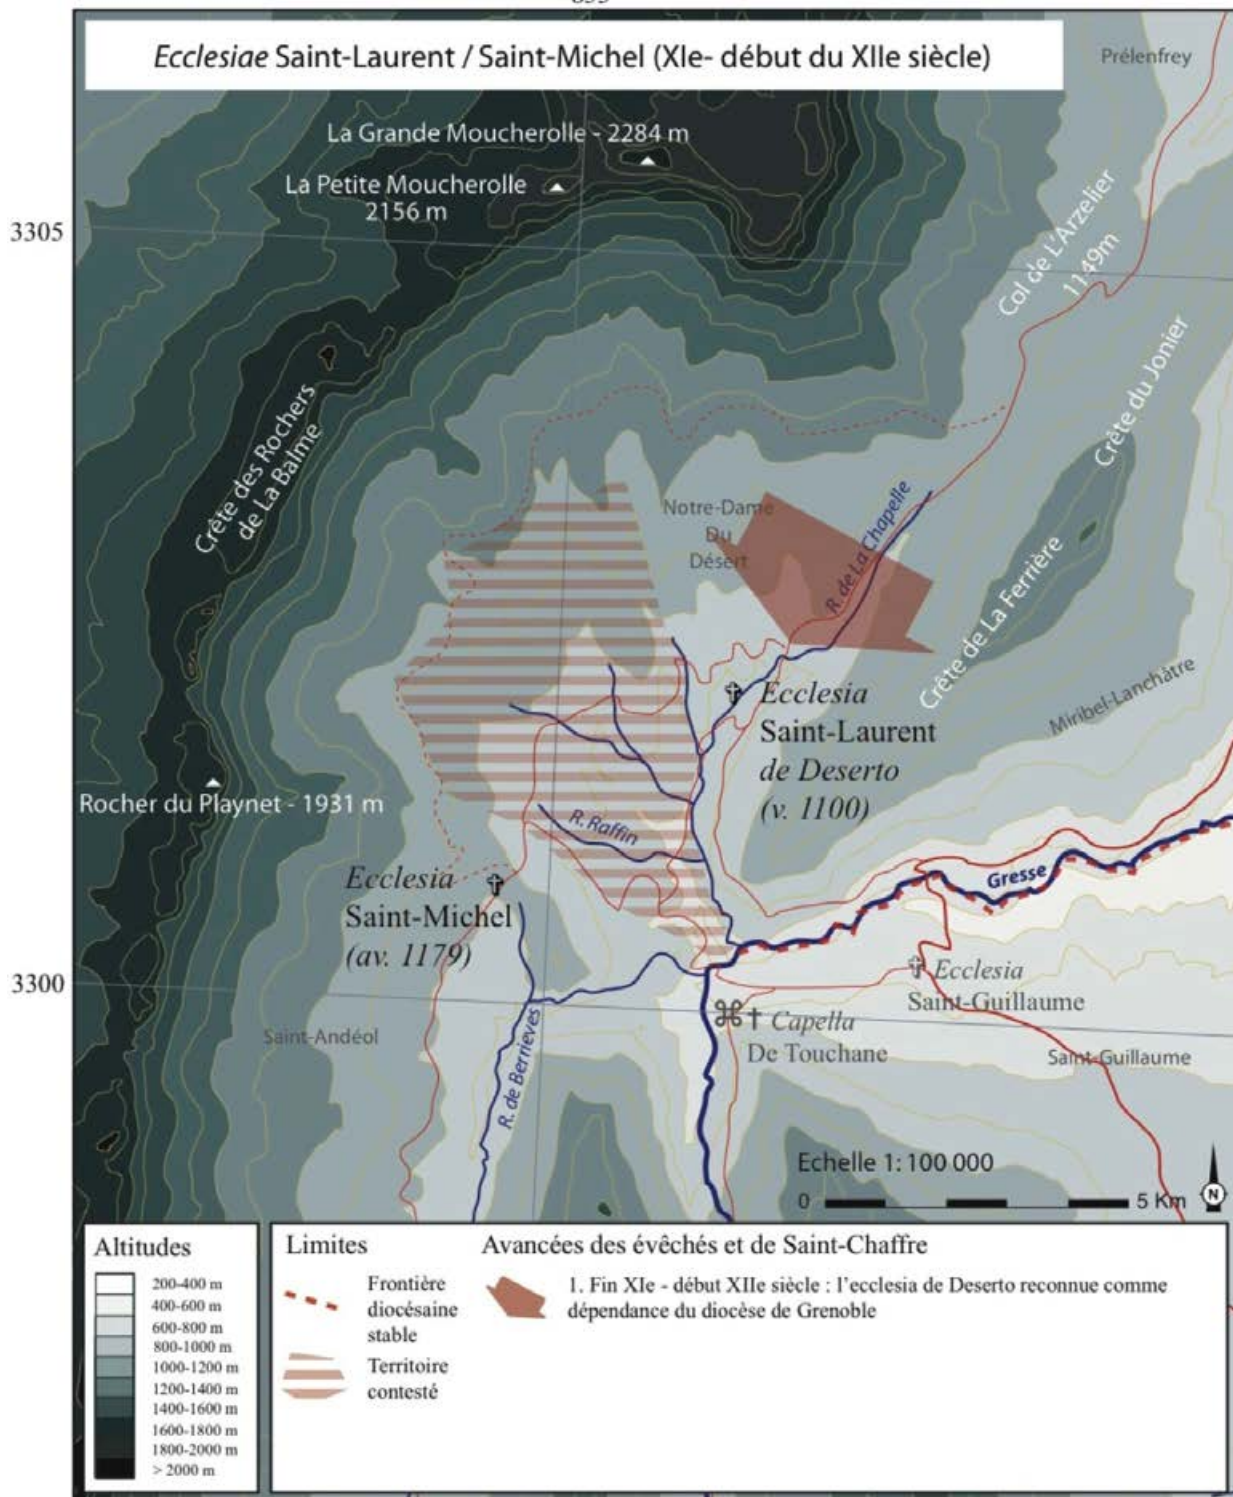 Ecclesiae Saint-Laurent / Saint-Michel (XIe- début du XIIe siècle)
Prélenfrey
La Grande Moucherolle - 2284 m
La Petite Moucherolle
2156 m
3305
Col de L'Arzelier
1149m
Crête du Jonier
Crête des Rochers
de La Balme
Notre-Dame
Du
Désert
R. de La Chapelle
Crête de La Ferrière
Miribel-Lanchâtre
Ecclesia
Saint-Laurent
de Deserto
(v. 1100)
Rocher du Playnet - 1931 m
R. Raffin
Ecclesia
Saint-Michel
(av. 1179)
Gresse
3300
Ecclesia
Saint-Guillaume
Capella
De Touchane
Saint-Andéol
Saint-Guillaume
R. de Berrièves
Echelle 1: 100 000
0 5 Km
N
Altitudes
200-400 m
400-600 m
600-800 m
800-1000 m
1000-1200 m
1200-1400 m
1400-1600 m
1600-1800 m
1800-2000 m
> 2000 m
Limites
Frontière
diocésaine
stable
Territoire
contesté
Avancées des évêchés et de Saint-Chaffre
1. Fin XIe - début XIIe siècle : l'ecclesia de Deserto reconnue comme
dépendance du diocèse de Grenoble